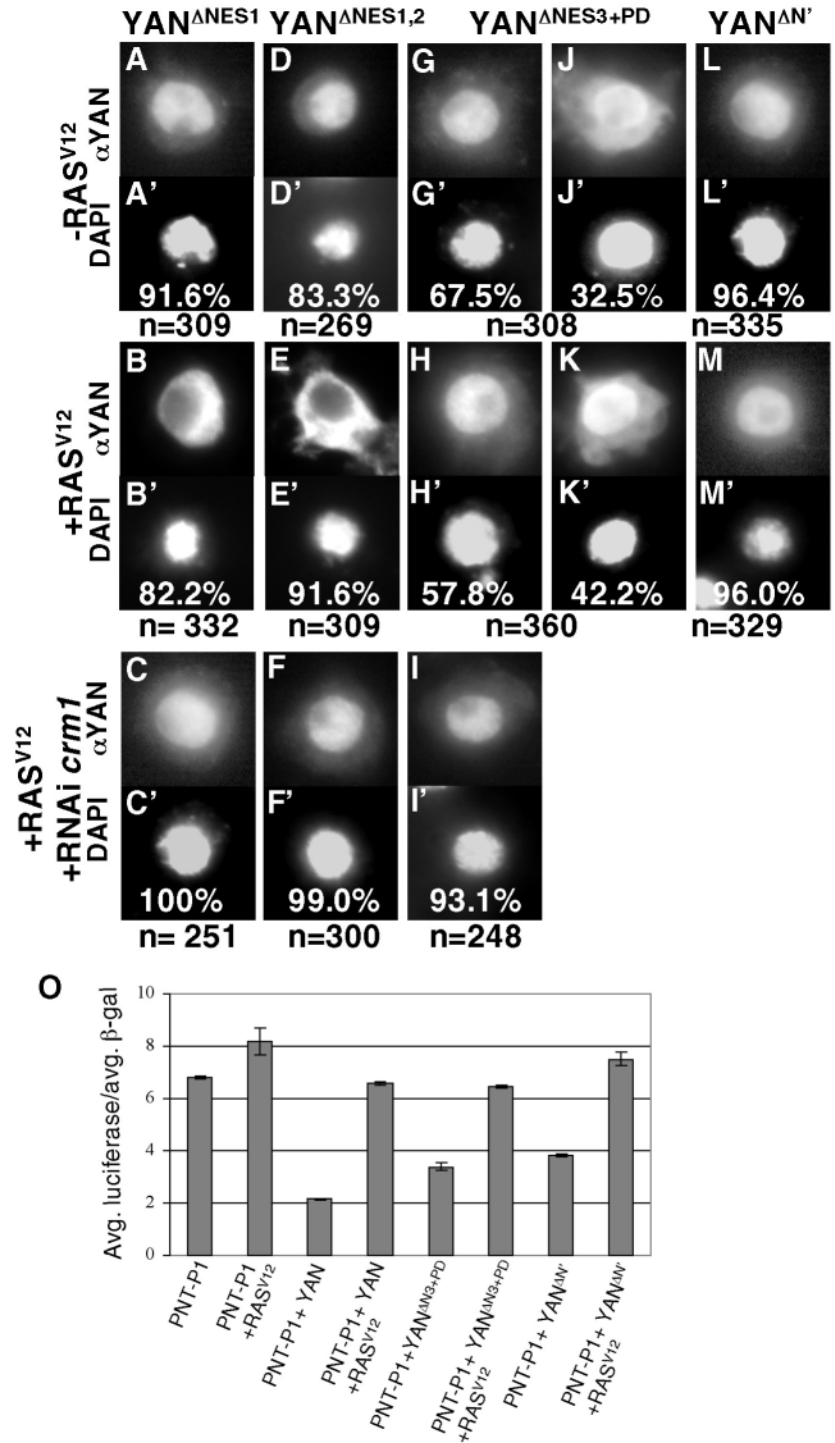 YAN^ΔNES1 YAN^ΔNES1,2 YAN^ΔNES3+PD YAN^ΔN'
-RAS^V12
αYAN
DAPI
A D G J L
A' D' G' J' L'
91.6% 83.3% 67.5% 32.5% 96.4%
n=309 n=269 n=308 n=335
+RAS^V12
αYAN
DAPI
B E H K M
B' E' H' K' M'
82.2% 91.6% 57.8% 42.2% 96.0%
n= 332 n=309 n=360 n=329
+RAS^V12
+RNAi crm1
αYAN
DAPI
C F I
C' F' I'
100% 99.0% 93.1%
n= 251 n=300 n=248
O
Avg. luciferase/avg. β-gal
10
8
6
4
2
0
PNT-P1
PNT-P1
+RAS^V12
PNT-P1+ YAN
PNT-P1+ YAN
+RAS^V12
PNT-P1+YAN^ΔN3+PD
PNT-P1+ YAN^ΔN3+PD
+RAS^V12
PNT-P1+ YAN^ΔN'
PNT-P1+ YAN^ΔN'
+RAS^V12